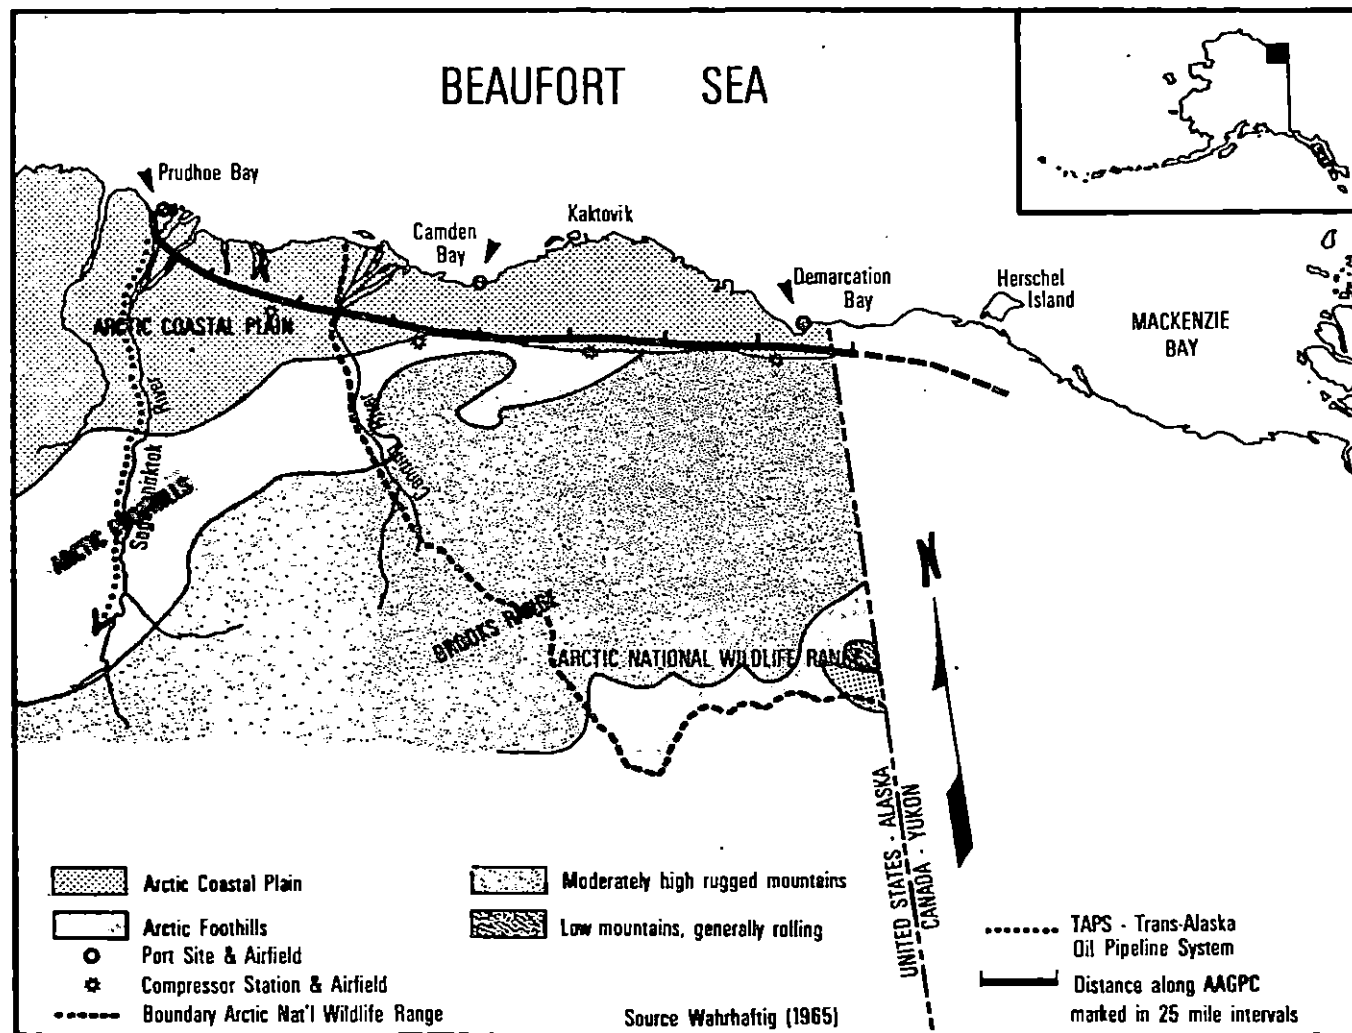 BEAUFORT SEA
Prudhoe Bay
Camden
Bay
Kaktovik
Demarcation
Bay
Herschel
Island
MACKENZIE
BAY
ARCTIC COASTAL PLAIN
River
River
Canning
ARCTIC FOOTHILLS
N
BROOKS RANGE
ARCTIC NATIONAL WILDLIFE RANGE
UNITED STATES - ALASKA
CANADA - YUKON
Arctic Coastal Plain
Arctic Foothills
Port Site & Airfield
Compressor Station & Airfield
Boundary Arctic Nat'l Wildlife Range
Moderately high rugged mountains
Low mountains, generally rolling
Source Wahrhaftig (1965)
TAPS - Trans-Alaska
Oil Pipeline System
Distance along AAGPC
marked in 25 mile intervals